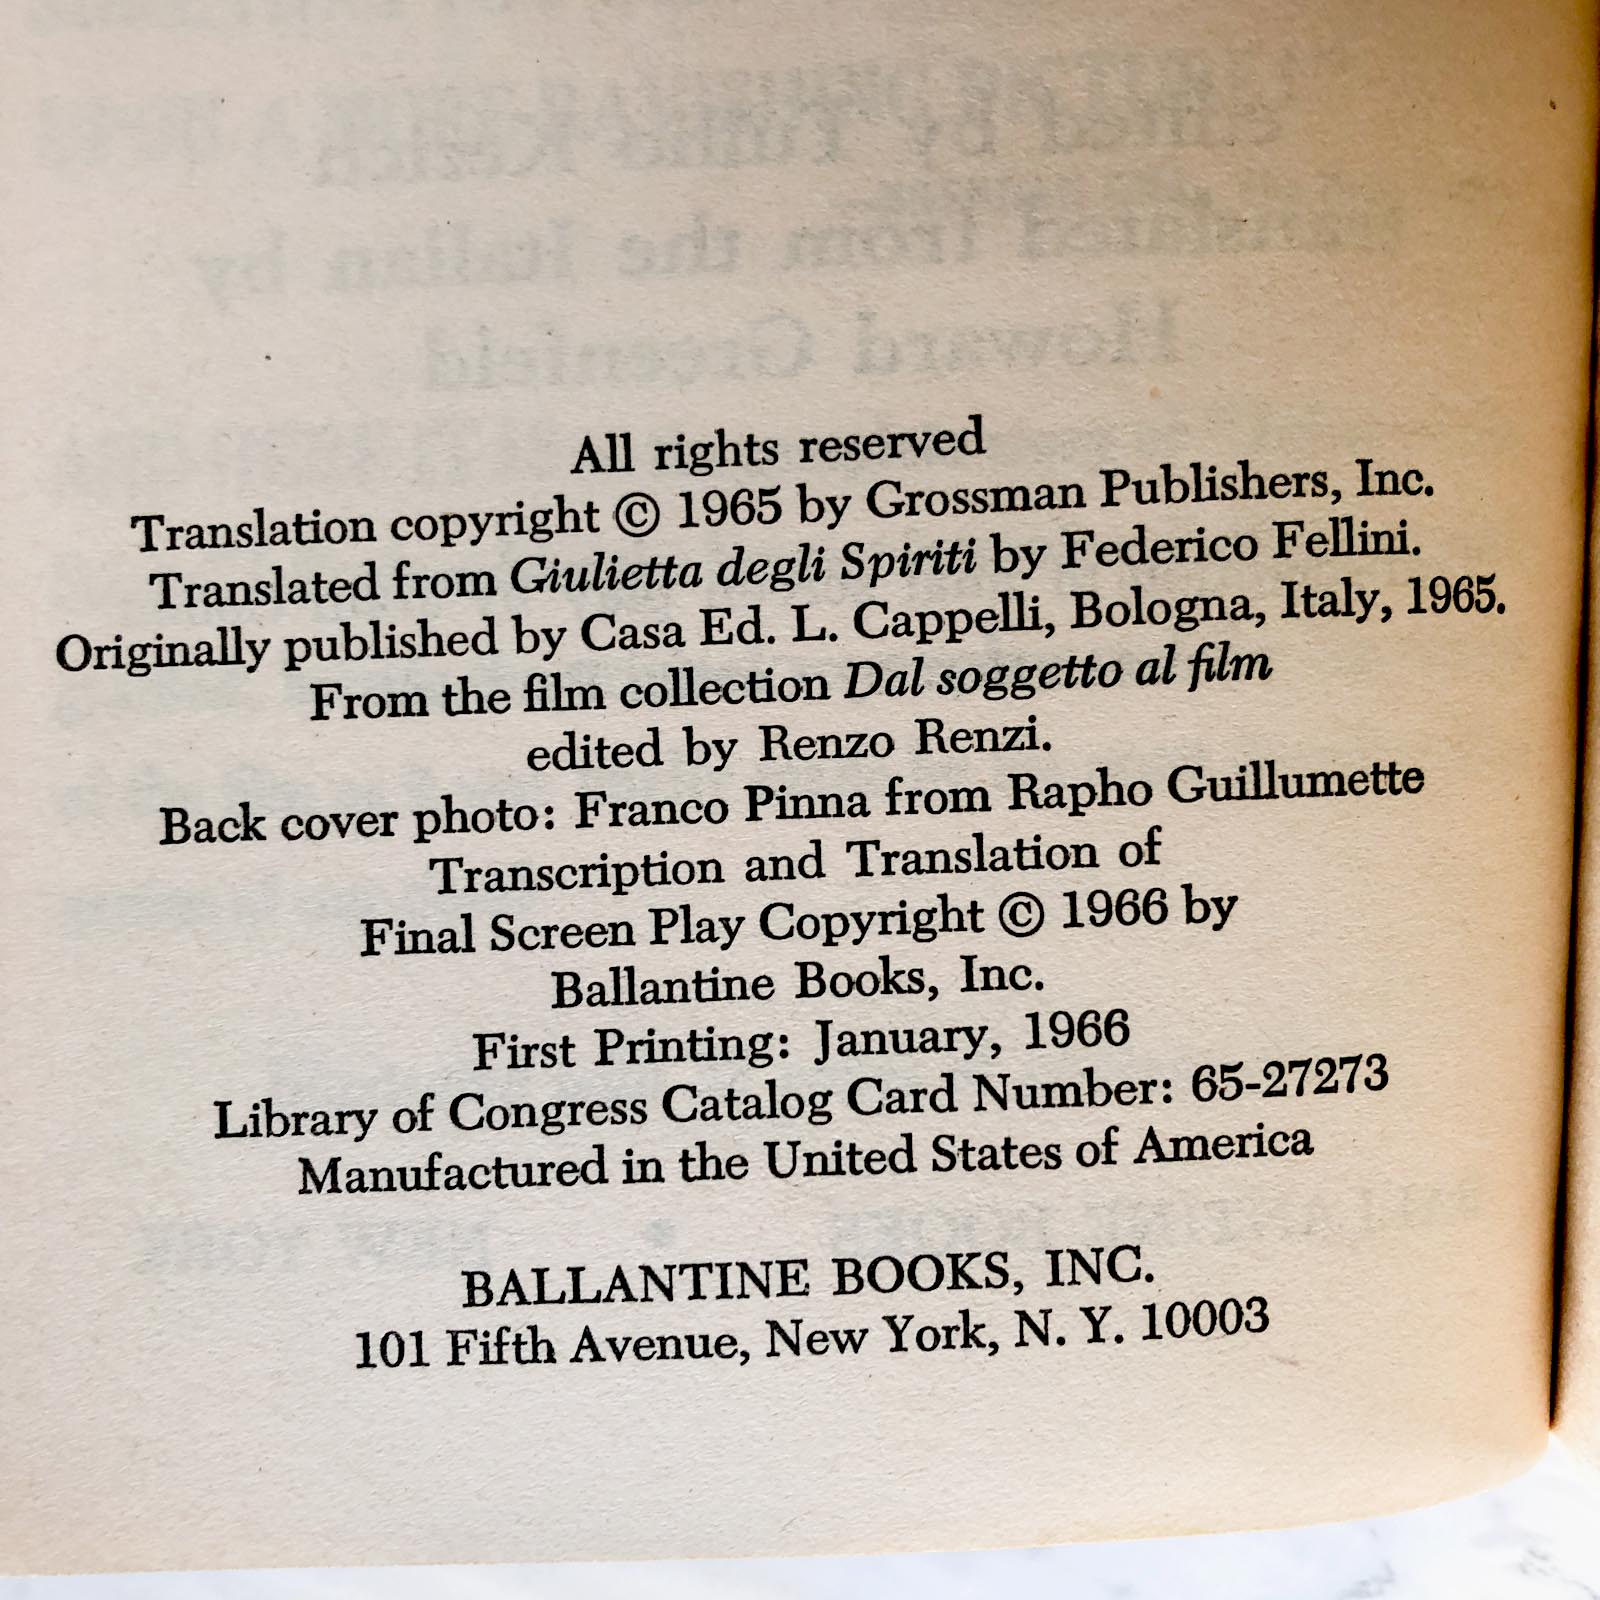 All rights reserved
Translation copyright © 1965 by Grossman Publishers, Inc.
Translated from Giulietta degli Spiriti by Federico Fellini.
Originally published by Casa Ed. L. Cappelli, Bologna, Italy, 1965.
From the film collection Dal soggetto al film
edited by Renzo Renzi.
Back cover photo: Franco Pinna from Rapho Guillumette
Transcription and Translation of
Final Screen Play Copyright © 1966 by
Ballantine Books, Inc.
First Printing: January, 1966
Library of Congress Catalog Card Number: 65-27273
Manufactured in the United States of America
BALLANTINE BOOKS, INC.
101 Fifth Avenue, New York, N. Y. 10003